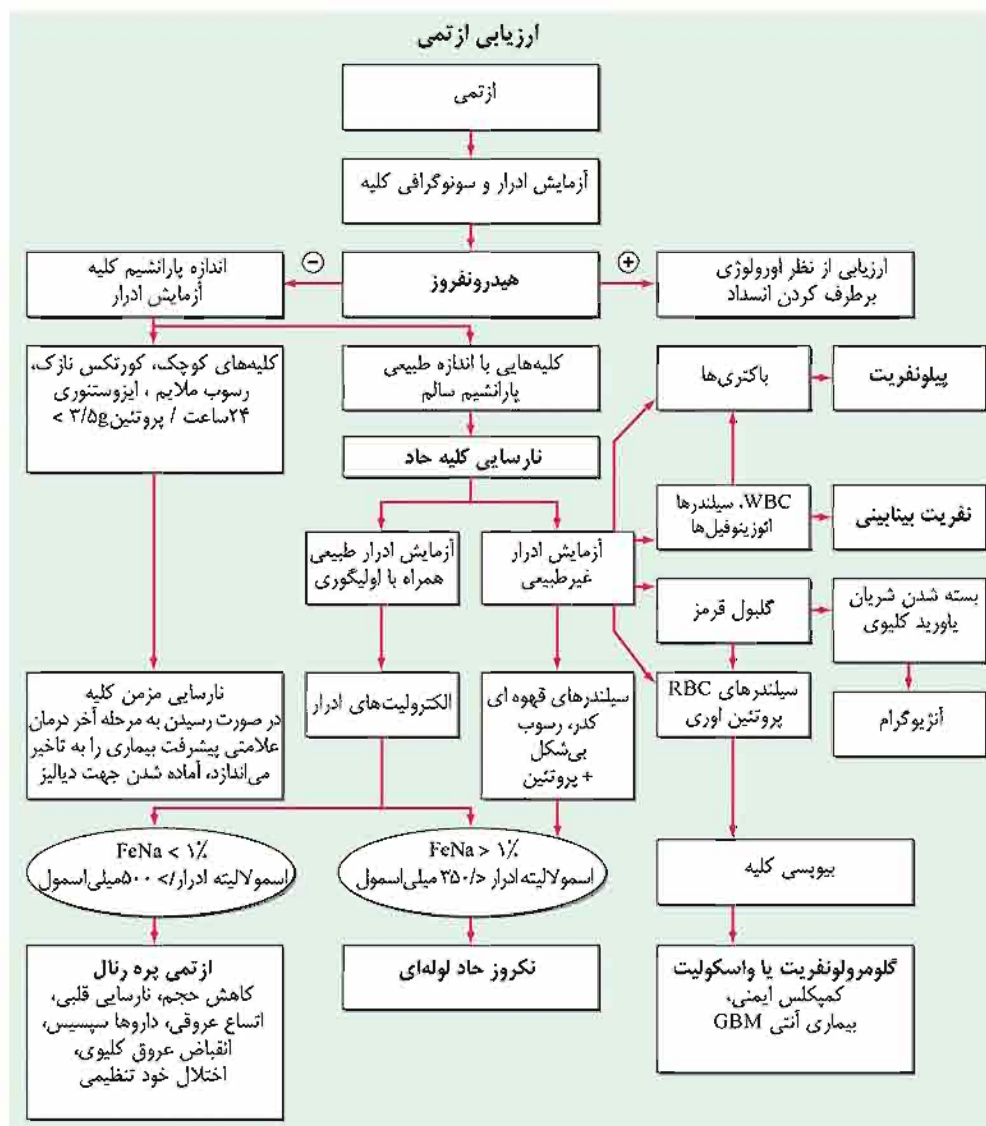 ارزیابی ازتمی
ازتمی
آزمایش ادرار و سونوگرافی کلیه
هیدرونفروز
⊕
ارزیابی از نظر اورولوژی
برطرف کردن انسداد
⊖
اندازه پارانشیم کلیه
آزمایش ادرار
کلیه‌های کوچک، کورتکس نازک،
رسوب ملایم ، ایزوستنوری
۲۴ساعت / پروتئین۳/۵g >
کلیه‌هایی با اندازه طبیعی
پارانشیم سالم
باکتری‌ها
پیلونفریت
نارسایی کلیه حاد
WBC، سیلندرها
ائوزینوفیل‌ها
نفریت بینابینی
آزمایش ادرار طبیعی
همراه با اولیگوری
آزمایش ادرار
غیرطبیعی
گلبول قرمز
بسته شدن شریان
یاورید کلیوی
نارسایی مزمن کلیه
در صورت رسیدن به مرحله آخر درمان
علامتی پیشرفت بیماری را به تاخیر
می‌اندازد، آماده شدن جهت دیالیز
الکترولیت‌های ادرار
سیلندرهای قهوه ای
کدر، رسوب
بی‌شکل
+ پروتئین
سیلندرهای RBC
پروتئین اوری
آنژیوگرام
FeNa < ۱٪
اسمولالیته ادرار/> ۵۰۰میلی‌اسمول
FeNa > ۱٪
اسمولالیته ادرار </۳۵۰ میلی‌اسمول
بیوپسی کلیه
ازتمی پره رنال
کاهش حجم، نارسایی قلبی،
اتساع عروقی، داروها سپسیس،
انقباض عروق کلیوی،
اختلال خود تنظیمی
نکروز حاد لوله‌ای
گلومرولونفریت یا واسکولیت
کمپکلس ایمنی،
بیماری آنتی GBM